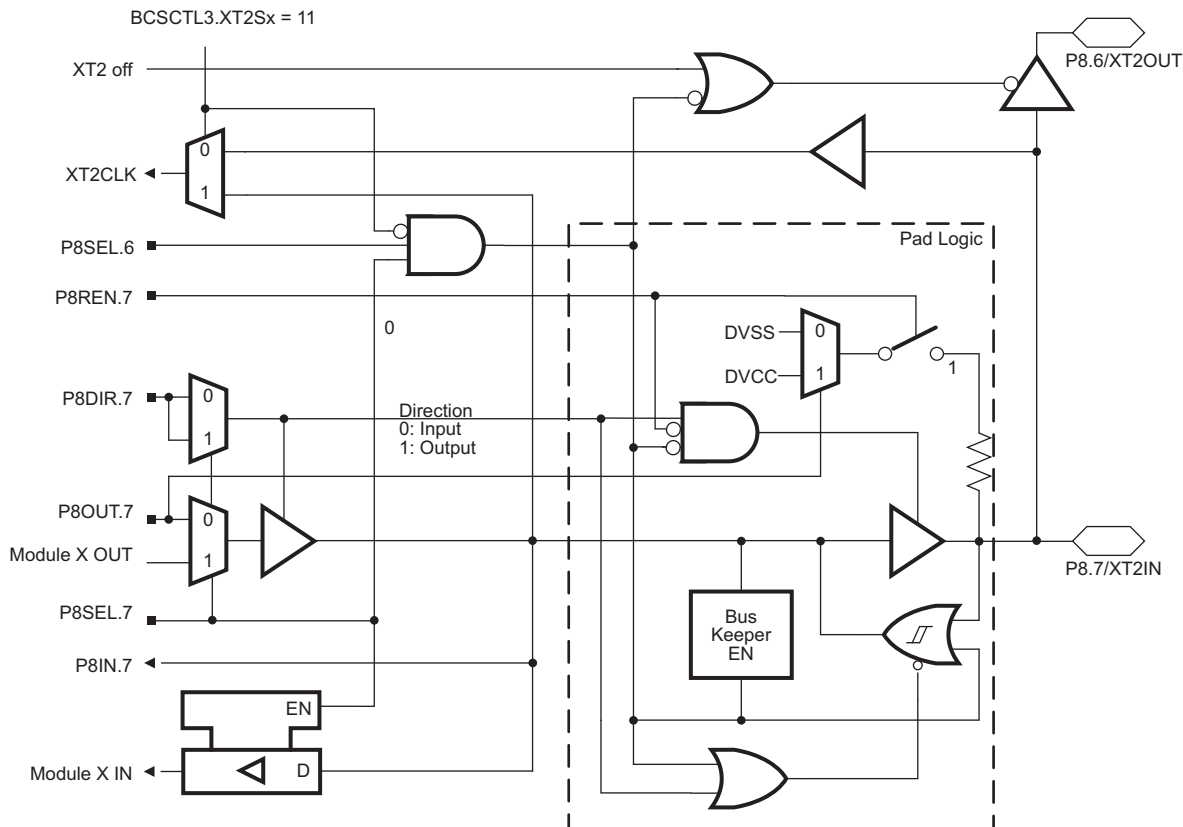 BCSCTL3.XT2Sx = 11
P8.6/XT2OUT
XT2 off
0
XT2CLK
1
P8SEL.6
Pad Logic
P8REN.7
0
DVSS
0
DVCC
1
1
P8DIR.7
0
1
Direction
0: Input
1: Output
P8OUT.7
0
Module X OUT
1
P8.7/XT2IN
P8SEL.7
Bus
Keeper
EN
P8IN.7
EN
Module X IN
D